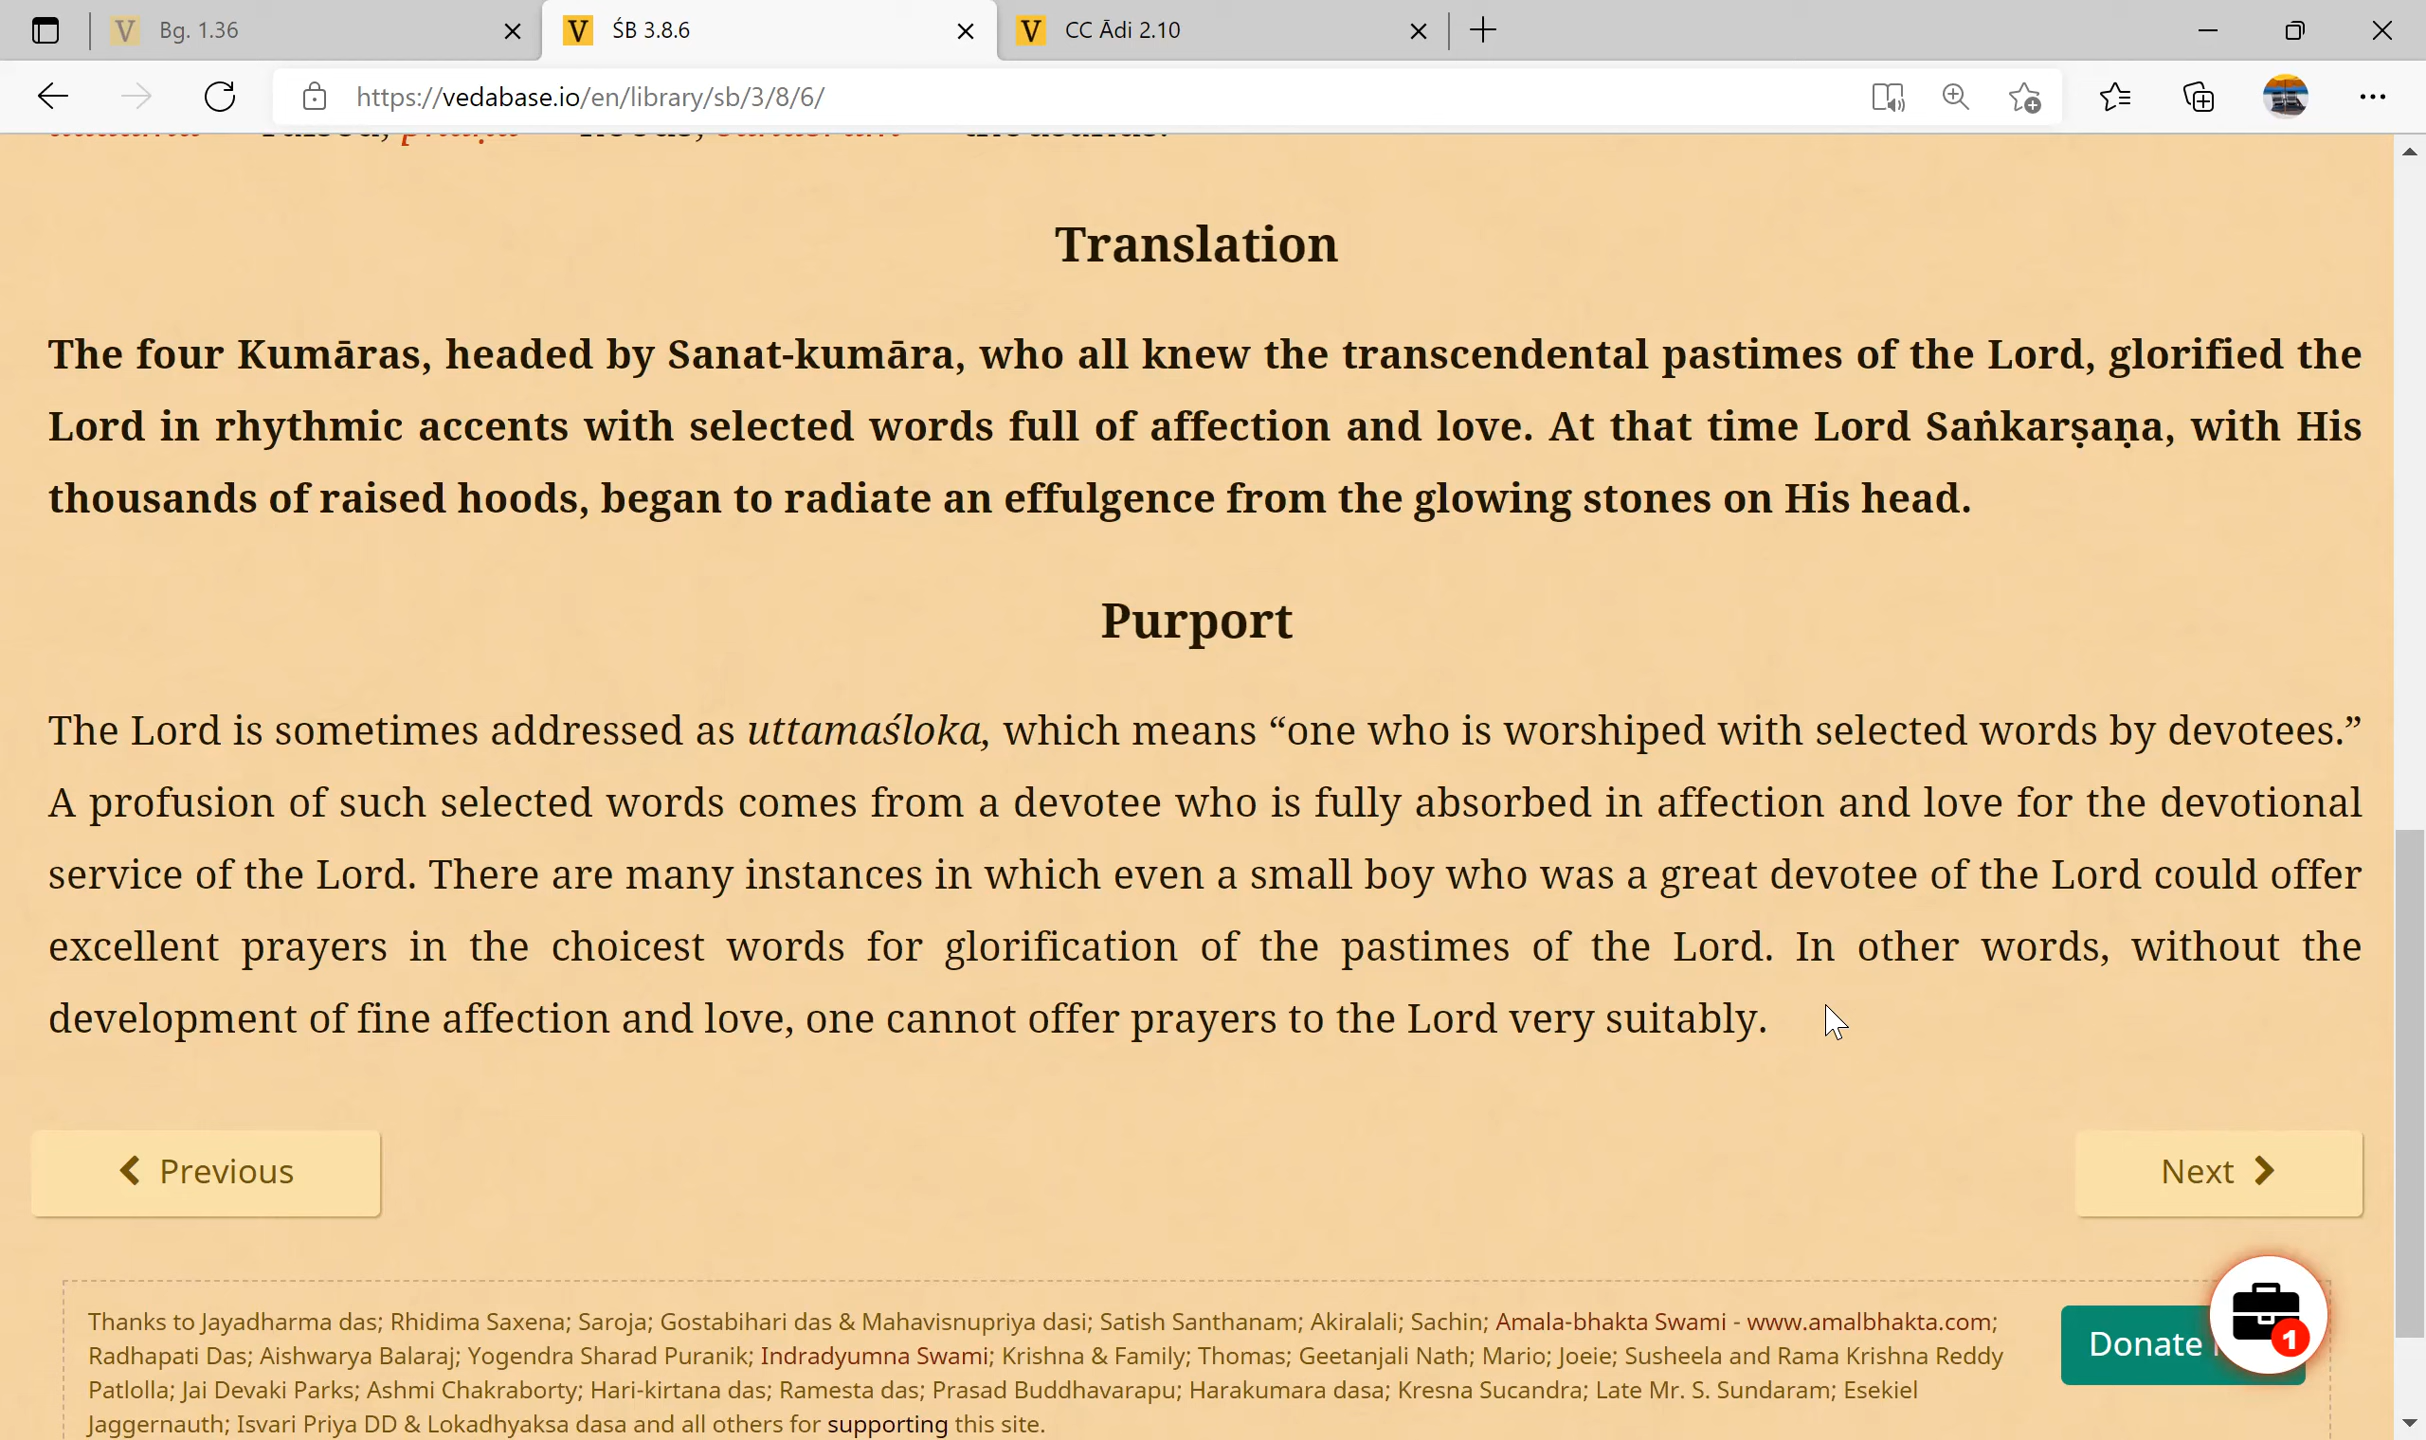 Bg. 1.36
ŚB 3.8.6
CC Ādi 2.10
https://vedabase.io/en/library/sb/3/8/6/
Translation
The four Kumāras, headed by Sanat-kumāra, who all knew the transcendental pastimes of the Lord, glorified the
Lord in rhythmic accents with selected words full of affection and love. At that time Lord Saṅkarṣaṇa, with His
thousands of raised hoods, began to radiate an effulgence from the glowing stones on His head.
Purport
The Lord is sometimes addressed as uttamaśloka, which means “one who is worshiped with selected words by devotees.”
A profusion of such selected words comes from a devotee who is fully absorbed in affection and love for the devotional
service of the Lord. There are many instances in which even a small boy who was a great devotee of the Lord could offer
excellent prayers in the choicest words for glorification of the pastimes of the Lord. In other words, without the
development of fine affection and love, one cannot offer prayers to the Lord very suitably.
Previous
Next
Thanks to Jayadharma das; Rhidima Saxena; Saroja; Gostabihari das & Mahavisnupriya dasi; Satish Santhanam; Akiralali; Sachin; Amala-bhakta Swami - www.amalbhakta.com;
Radhapati Das; Aishwarya Balaraj; Yogendra Sharad Puranik; Indradyumna Swami; Krishna & Family; Thomas; Geetanjali Nath; Mario; Joeie; Susheela and Rama Krishna Reddy
Patlolla; Jai Devaki Parks; Ashmi Chakraborty; Hari-kirtana das; Ramesta das; Prasad Buddhavarapu; Harakumara dasa; Kresna Sucandra; Late Mr. S. Sundaram; Esekiel
Jaggernauth; Isvari Priya DD & Lokadhyaksa dasa and all others for supporting this site.
Donate
1